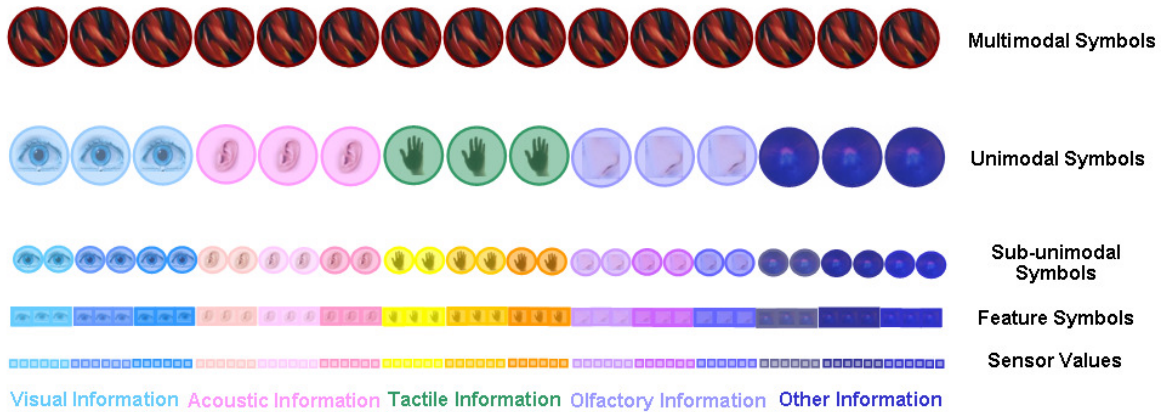 Multimodal Symbols
Unimodal Symbols
Sub-unimodal
Symbols
Feature Symbols
Sensor Values
Visual Information Acoustic Information Tactile Information Olfactory Information Other Information